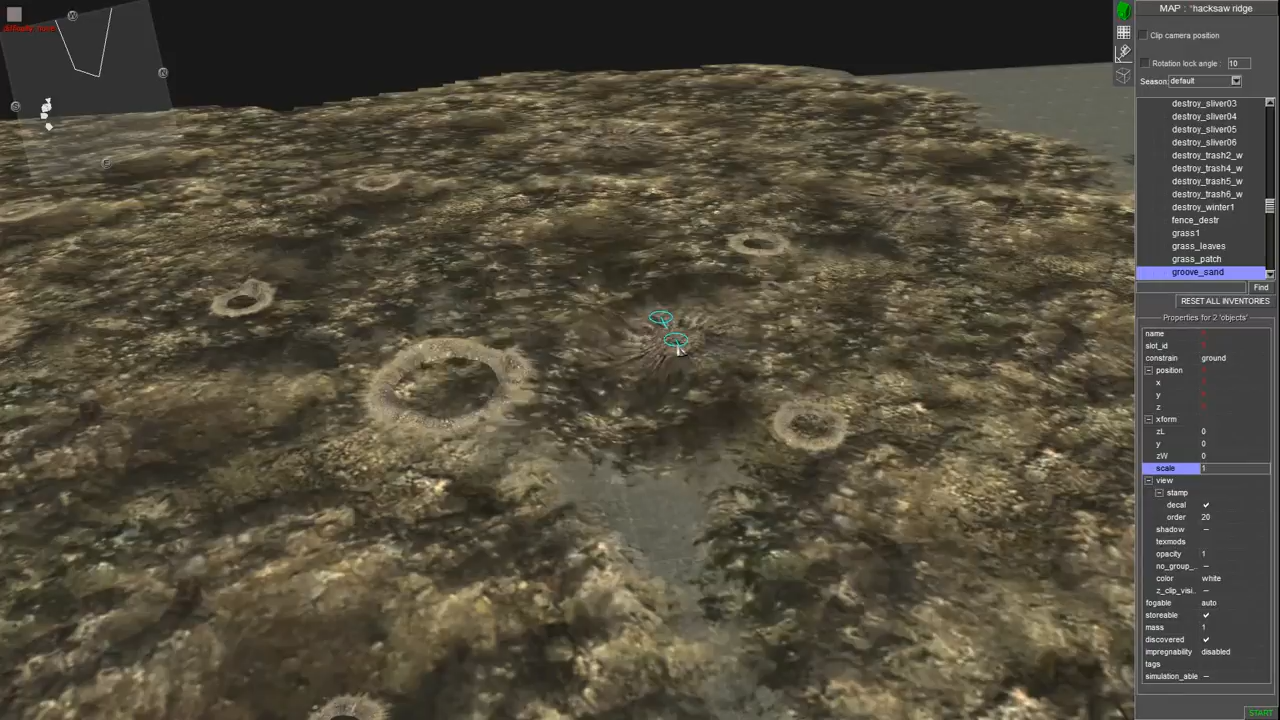 MAP : *hacksaw ridge
Clip camera position
Rotation lock angle : 10
Season: default
destroy_sliver03
destroy_sliver04
destroy_sliver05
destroy_sliver06
destroy_trash2_w
destroy_trash4_w
destroy_trash5_w
destroy_trash6_w
destroy_winter1
fence_destr
grass1
grass_leaves
grass_patch
groove_sand
Find
RESET ALL INVENTORIES
Properties for 2 'objects'
name
slot_id
constrain ground
position
x
y
z
xform
zL 0
y 0
zW 0
scale 1
view
stamp
decal
order 20
shadow
texmods
opacity 1
no_group_..
color white
z_clip_visi..
fogable auto
storeable
mass 1
discovered
impregnability disabled
tags
simulation_able
START